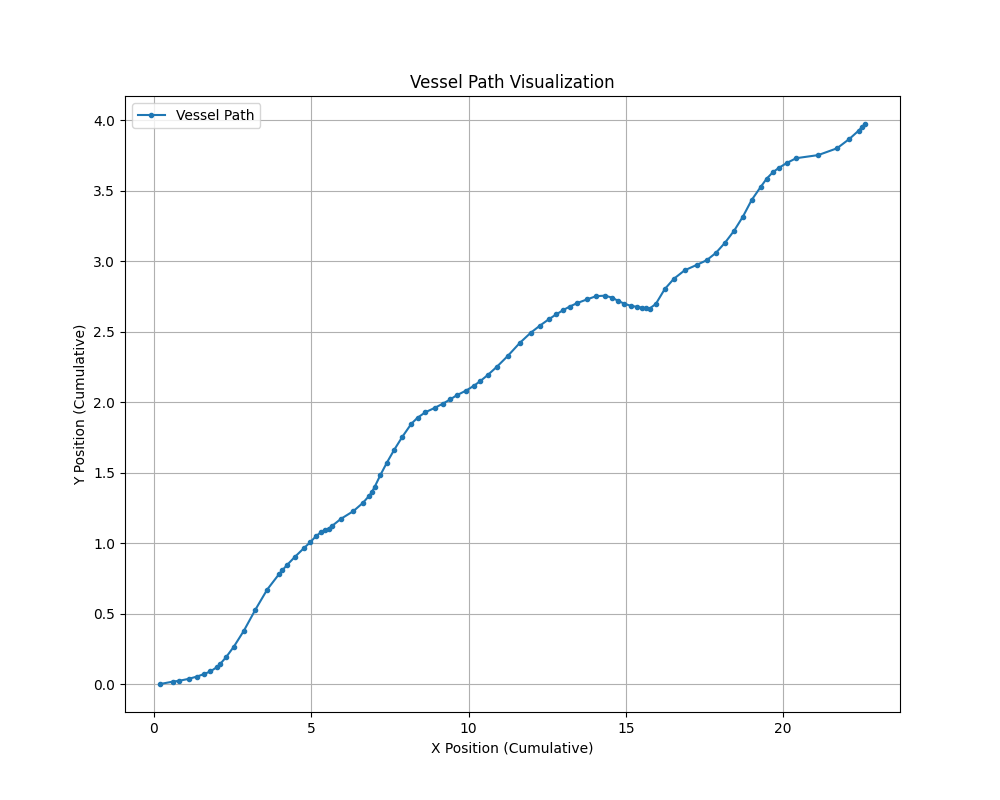 Vessel Path Visualization
Vessel Path
4.0
3.5
3.0
2.5
2.0
1.5
1.0
0.5
0.0
Y Position (Cumulative)
0 5 10 15 20
X Position (Cumulative)